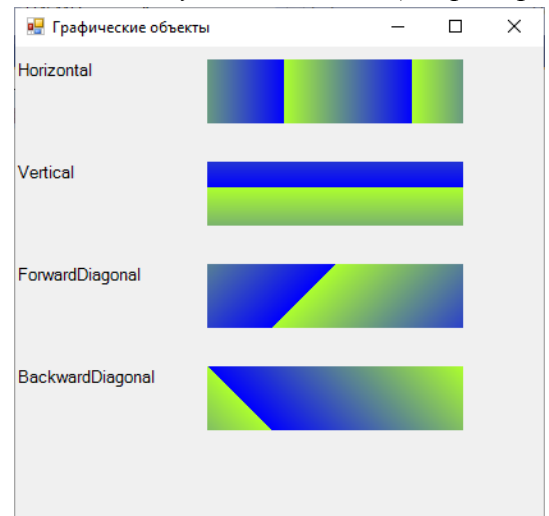 Графические объекты
Horizontal
Vertical
ForwardDiagonal
BackwardDiagonal